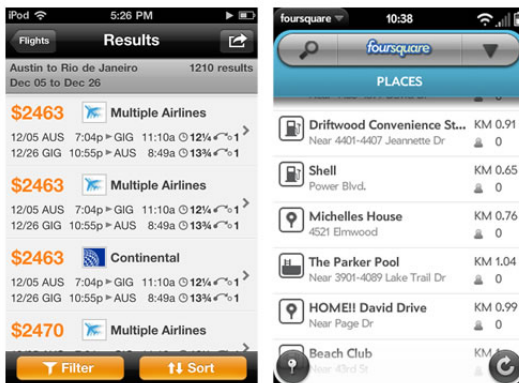 iPod 5:26 PM
Flights Results
Austin to Rio de Janeiro 1210 results
Dec 05 to Dec 26
$2463 Multiple Airlines
12/05 AUS 7:04p ▸ GIG 11:10a 12¼ 1
12/26 GIG 10:55p ▸ AUS 8:49a 13¾ 1
$2463 Multiple Airlines
12/05 AUS 7:04p ▸ GIG 11:10a 12¼ 1
12/26 GIG 10:55p ▸ AUS 8:49a 13¾ 1
$2463 Continental
12/05 AUS 7:04p ▸ GIG 11:10a 12¼ 1
12/26 GIG 10:55p ▸ AUS 8:49a 13¾ 1
$2470 Multiple Airlines
Filter Sort
foursquare 10:38
foursquare
PLACES
Driftwood Convenience St... KM 0.91
Near 4401-4407 Jeannette Dr 0
Shell KM 0.65
Power Blvd. 0
Michelles House KM 0.76
4521 Elmwood 0
The Parker Pool KM 1.04
Near 3901-4089 Lake Trail Dr 0
HOME!! David Drive KM 0.99
Near Page Dr 0
Beach Club KM
Near 43rd St